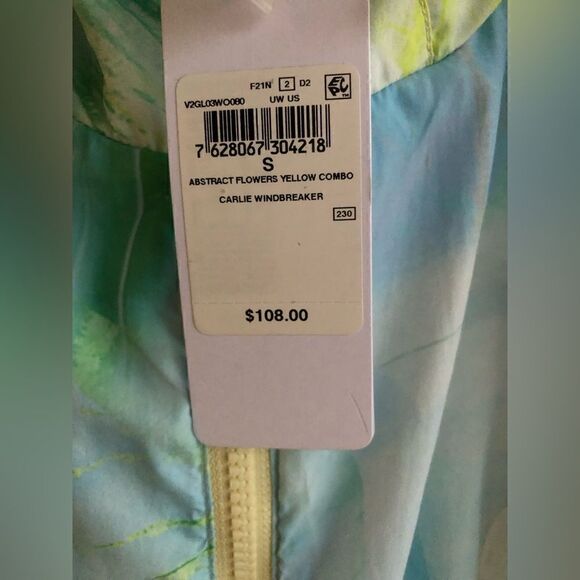 F21N 2 D2
V2GL03WO080 UW US
7 628067 304218
S
ABSTRACT FLOWERS YELLOW COMBO
CARLIE WINDBREAKER
230
$108.00